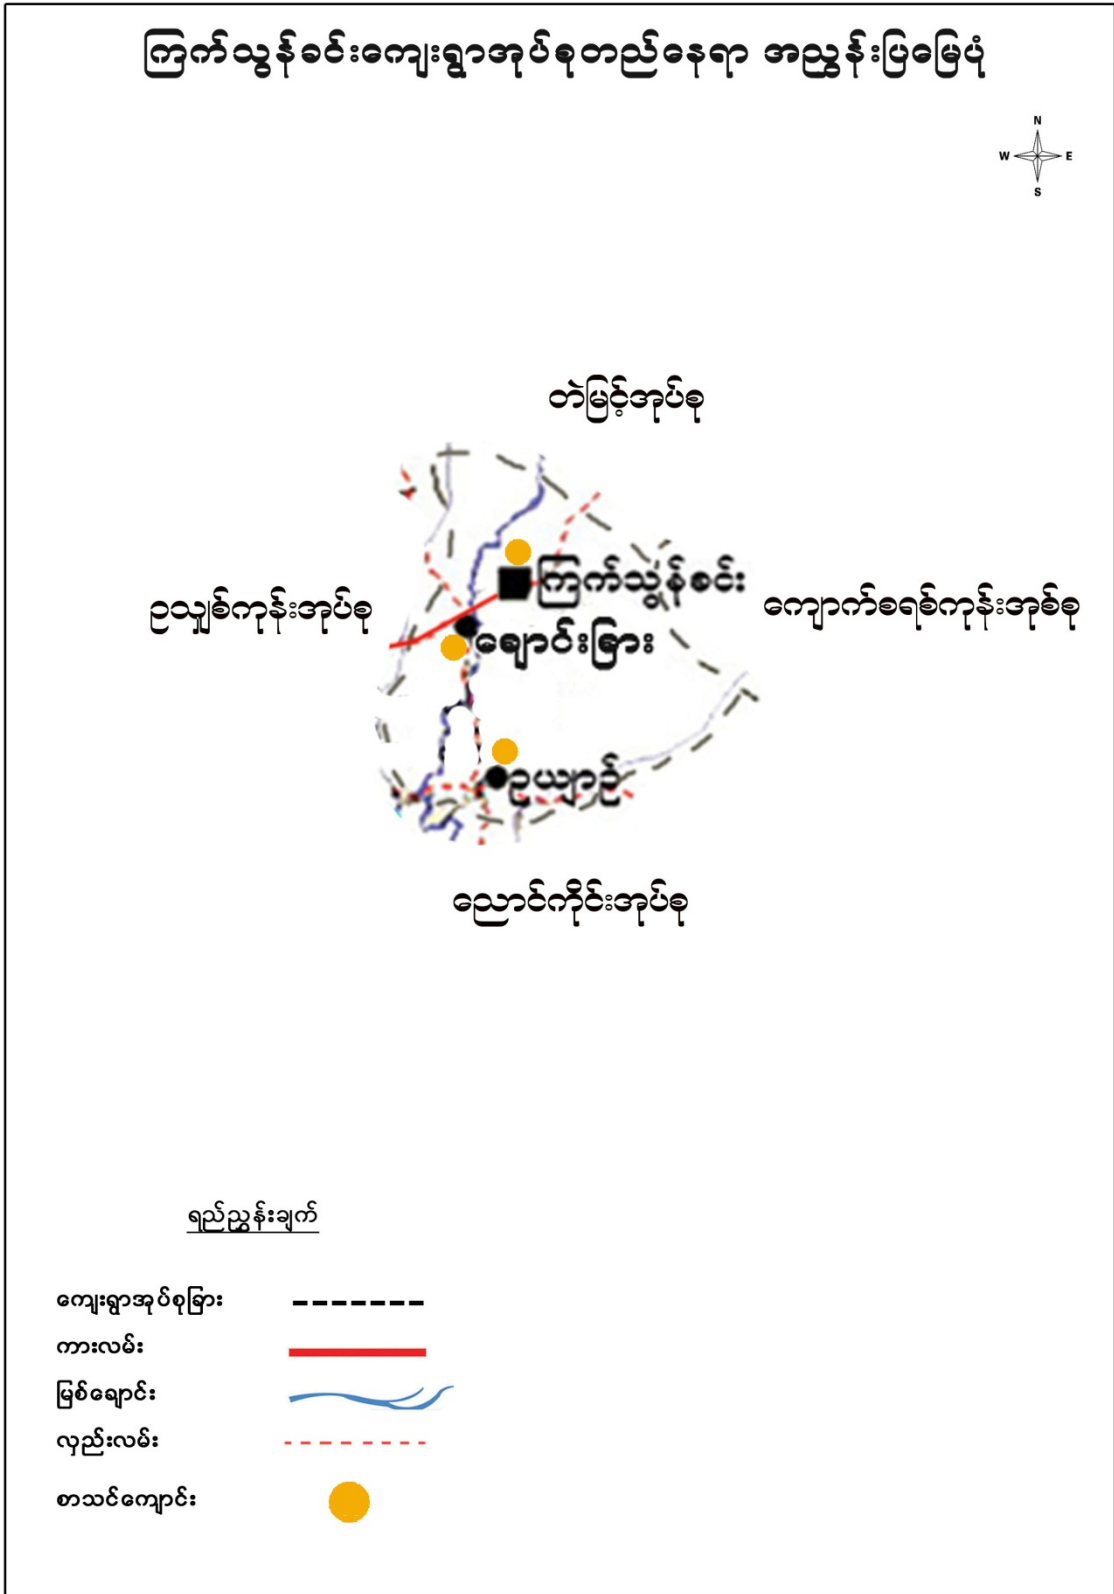 ကြက်သွန်ခင်းကျေးရွာအုပ်စုတည်နေရာ အညွှန်းပြမြေပုံ
N
W E
S
တဲမြင့်အုပ်စု
ကြက်သွန်ခင်း
ဥသျှစ်ကုန်းအုပ်စု
ကျောက်စရစ်ကုန်းအုစ်စု
ချောင်းခြား
ဥယျာဉ်
ညောင်ကိုင်းအုပ်စု
ရည်ညွှန်းချက်
ကျေးရွာအုပ်စုခြား
ကားလမ်း
မြစ်ချောင်း
လှည်းလမ်း
စာသင်ကျောင်း